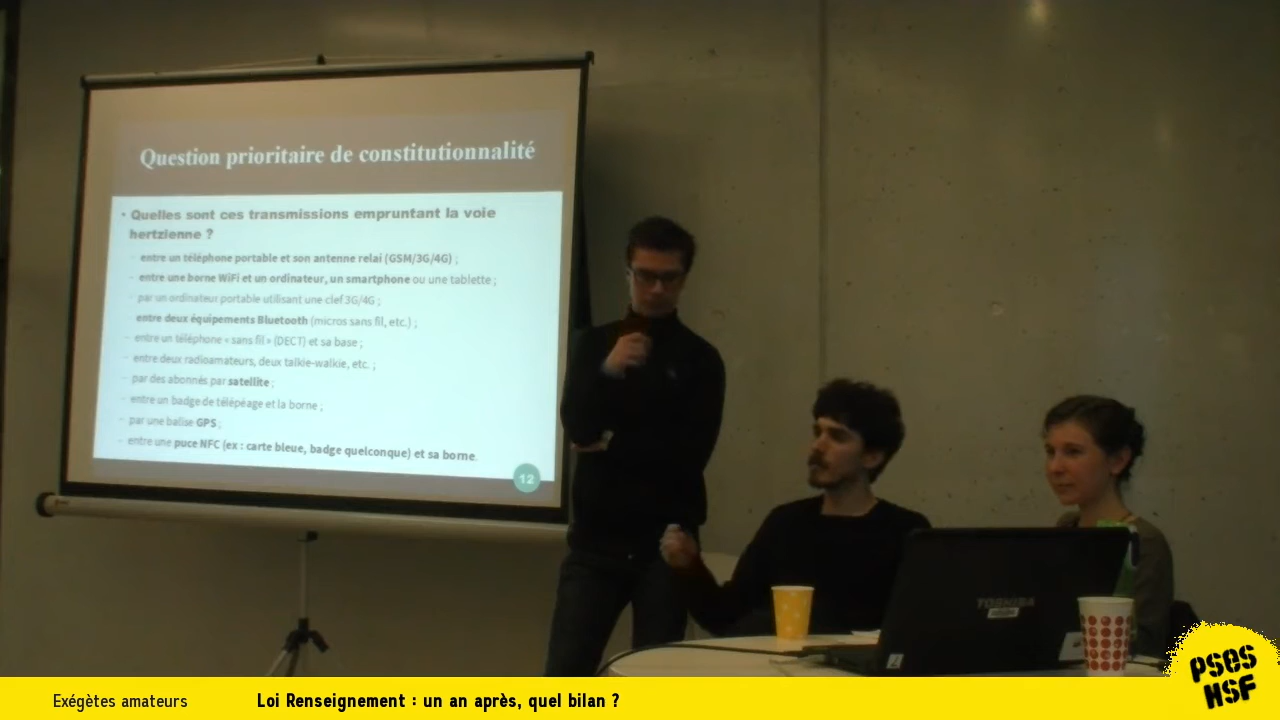 Question prioritaire de constitutionnalité
• Quelles sont ces transmissions empruntant la voie
hertzienne ?
– entre un téléphone portable et son antenne relai (GSM/3G/4G) ;
– entre une borne WiFi et un ordinateur, un smartphone ou une tablette ;
– par un ordinateur portable utilisant une clef 3G/4G ;
entre deux équipements Bluetooth (micros sans fil, etc.) ;
– entre un téléphone « sans fil » (DECT) et sa base ;
– entre deux radioamateurs, deux talkie-walkie, etc. ;
– par des abonnés par satellite ;
– entre un badge de télépéage et la borne ;
– par une balise GPS ;
– entre une puce NFC (ex : carte bleue, badge quelconque) et sa borne.
12
TOSHIBA
Exégètes amateurs
Loi Renseignement : un an après, quel bilan ?
PSES
HSF